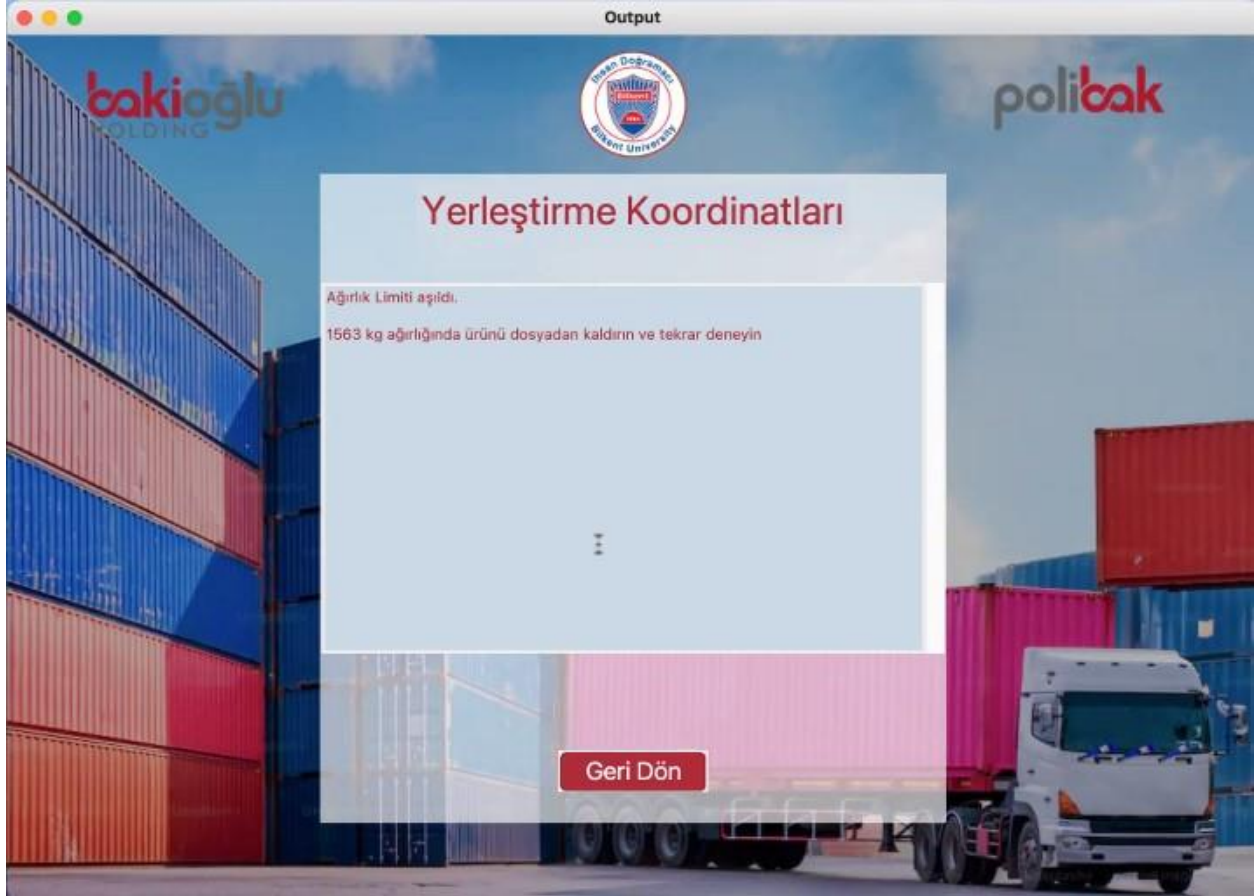 Output
bakioğlu
HOLDING
İhsan Doğramacı
Bilkent
Bilkent University
polibak
Yerleştirme Koordinatları
Ağırlık Limiti aşıldı.
1563 kg ağırlığında ürünü dosyadan kaldırın ve tekrar deneyin
Geri Dön